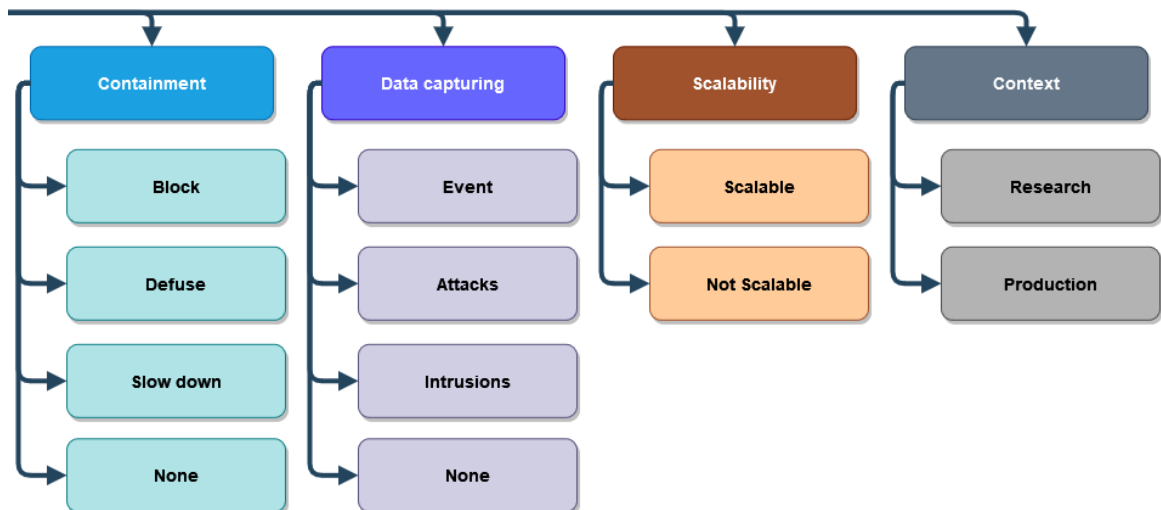 Containment
Data capturing
Scalability
Context
Block
Event
Scalable
Research
Defuse
Attacks
Not Scalable
Production
Slow down
Intrusions
None
None